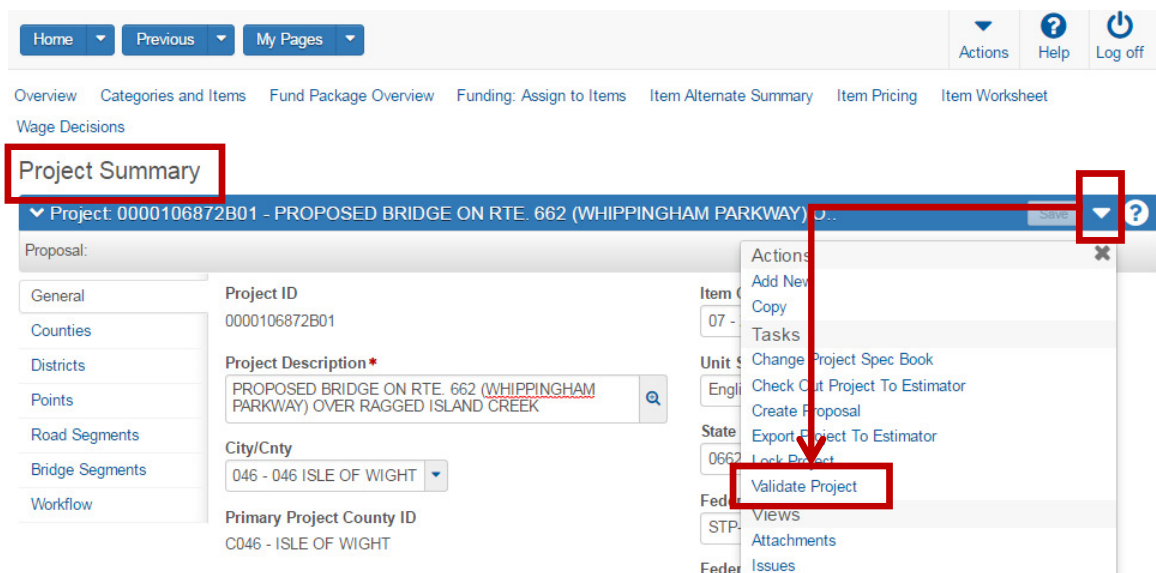 Home Previous My Pages
Actions Help Log off
Overview Categories and Items Fund Package Overview Funding: Assign to Items Item Alternate Summary Item Pricing Item Worksheet
Wage Decisions
Project Summary
Project: 0000106872B01 - PROPOSED BRIDGE ON RTE. 662 (WHIPPINGHAM PARKWAY) O.. Save ?
Proposal:
General
Counties
Districts
Points
Road Segments
Bridge Segments
Workflow
Project ID
0000106872B01
Project Description*
PROPOSED BRIDGE ON RTE. 662 (WHIPPINGHAM
PARKWAY) OVER RAGGED ISLAND CREEK
City/Cnty
046 - 046 ISLE OF WIGHT
Primary Project County ID
C046 - ISLE OF WIGHT
Item
07 -
Unit
Engli
State
0662
Feder
STP-
Feder
Actions
Add New
Copy
Tasks
Change Project Spec Book
Check Out Project To Estimator
Create Proposal
Export Project To Estimator
Lock Project
Validate Project
Views
Attachments
Issues